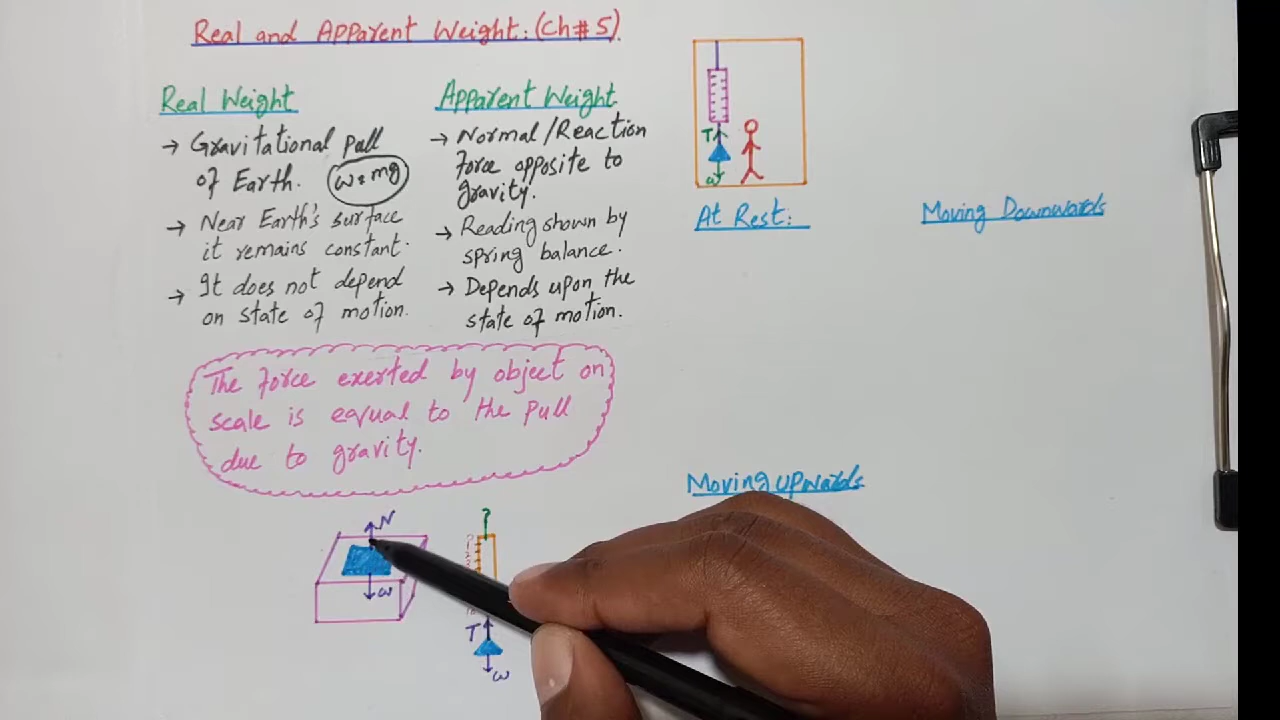 Real and Apparent Weight: (Ch# 5)
Real Weight
→ Gravitational pull
of Earth. w = mg
→ Near Earth's surface
it remains constant.
→ It does not depend
on state of motion.
Apparent Weight
→ Normal/Reaction
force opposite to
gravity.
→ Reading shown by
spring balance.
→ Depends upon the
state of motion.
The force exerted by object on
scale is equal to the pull
due to gravity.
N
w
T
w
T
w
At Rest:
Moving Downwards
Moving upwards